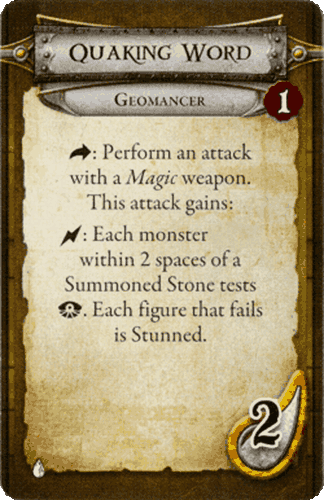 QUAKING WORD
GEOMANCER
1
: Perform an attack
with a Magic weapon.
This attack gains:
: Each monster
within 2 spaces of a
Summoned Stone tests
. Each figure that fails
is Stunned.
2